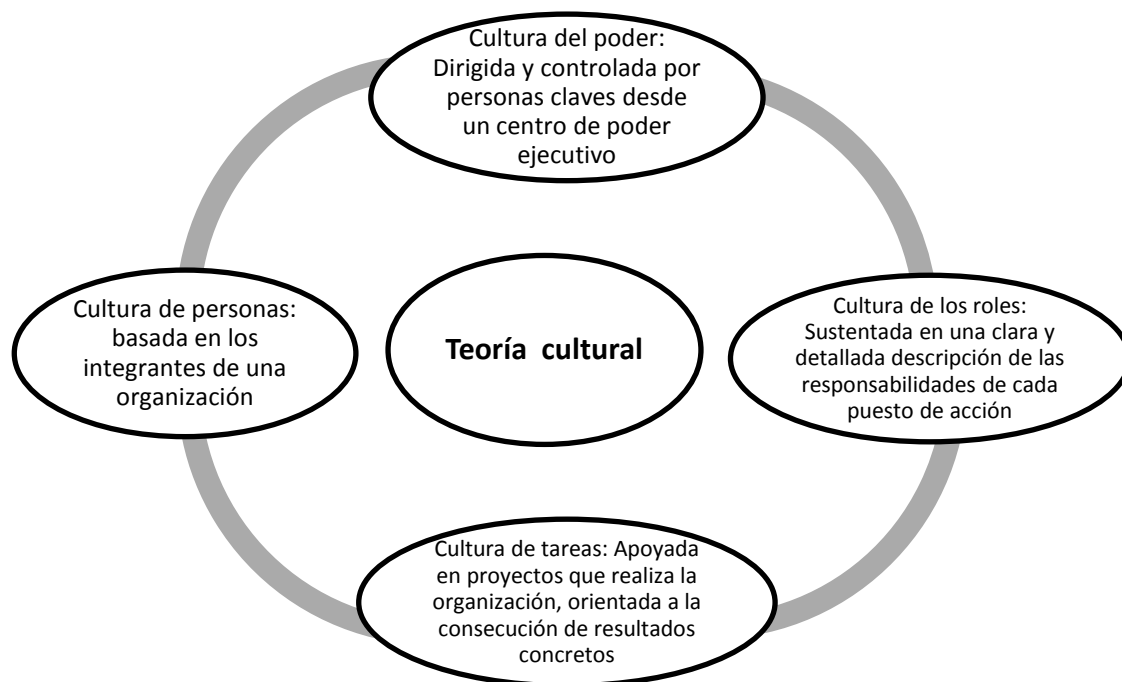 Cultura del poder:
Dirigida y controlada por
personas claves desde
un centro de poder
ejecutivo
Cultura de personas:
basada en los
integrantes de una
organización
Teoría cultural
Cultura de los roles:
Sustentada en una clara y
detallada descripción de las
responsabilidades de cada
puesto de acción
Cultura de tareas: Apoyada
en proyectos que realiza la
organización, orientada a la
consecución de resultados
concretos